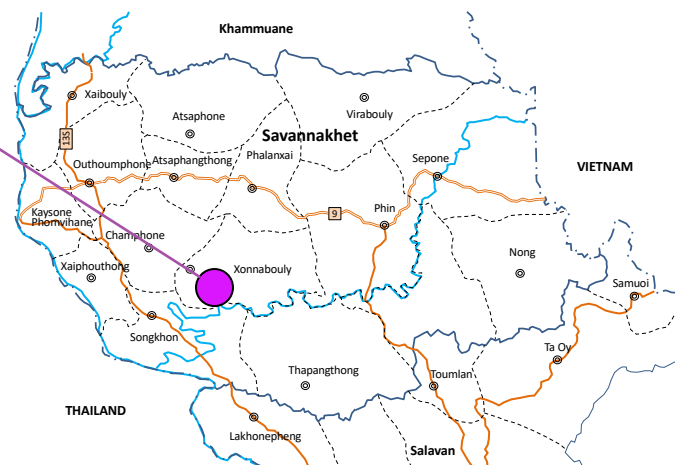 Khammuane
Xaibouly
Atsaphone
Virabouly
Savannakhet
13S
Outhoumphone
Atsaphangthong
Phalanxai
Sepone
VIETNAM
9
Phin
Kaysone
Phomvihane
Champhone
Xonnabouly
Nong
Xaiphouthong
Samuoi
Songkhon
Ta Oy
Thapangthong
Toumlan
THAILAND
Lakhonepheng
Salavan